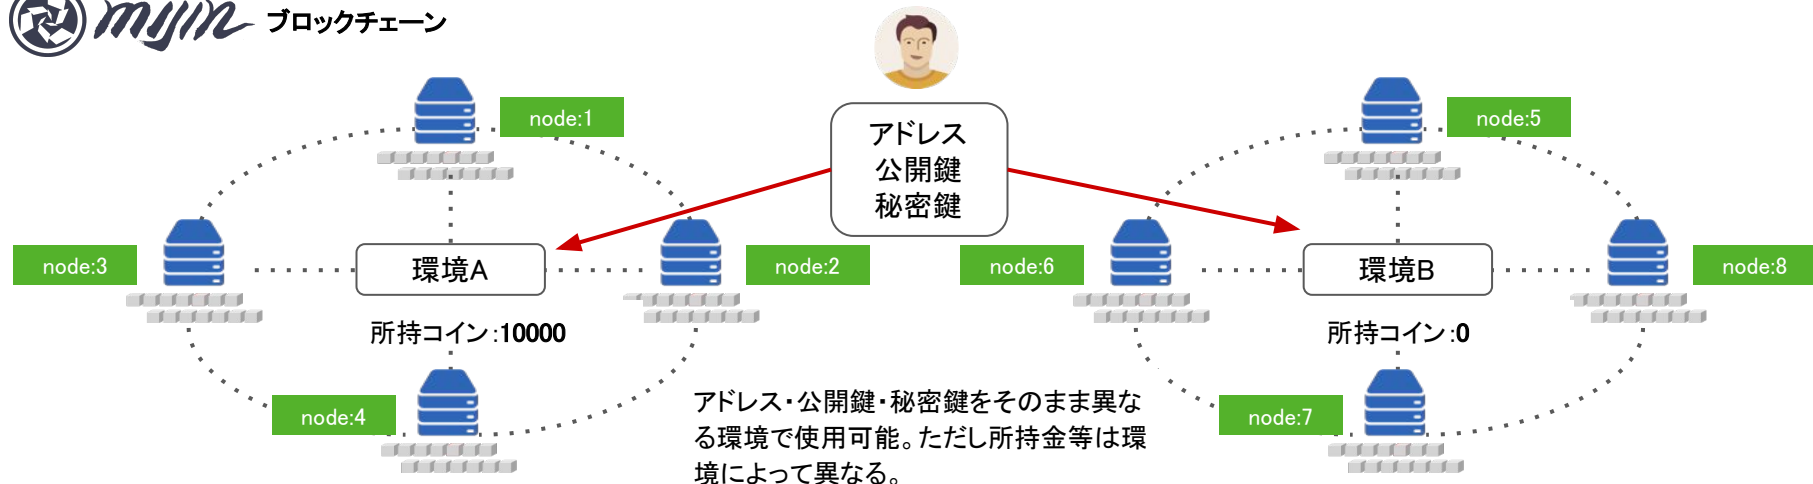 mijin ブロックチェーン
アドレス
公開鍵
秘密鍵
node:1
node:3
環境A
node:2
所持コイン:10000
node:4
node:5
node:6
環境B
node:8
所持コイン:0
node:7
アドレス・公開鍵・秘密鍵をそのまま異な
る環境で使用可能。ただし所持金等は環
境によって異なる。